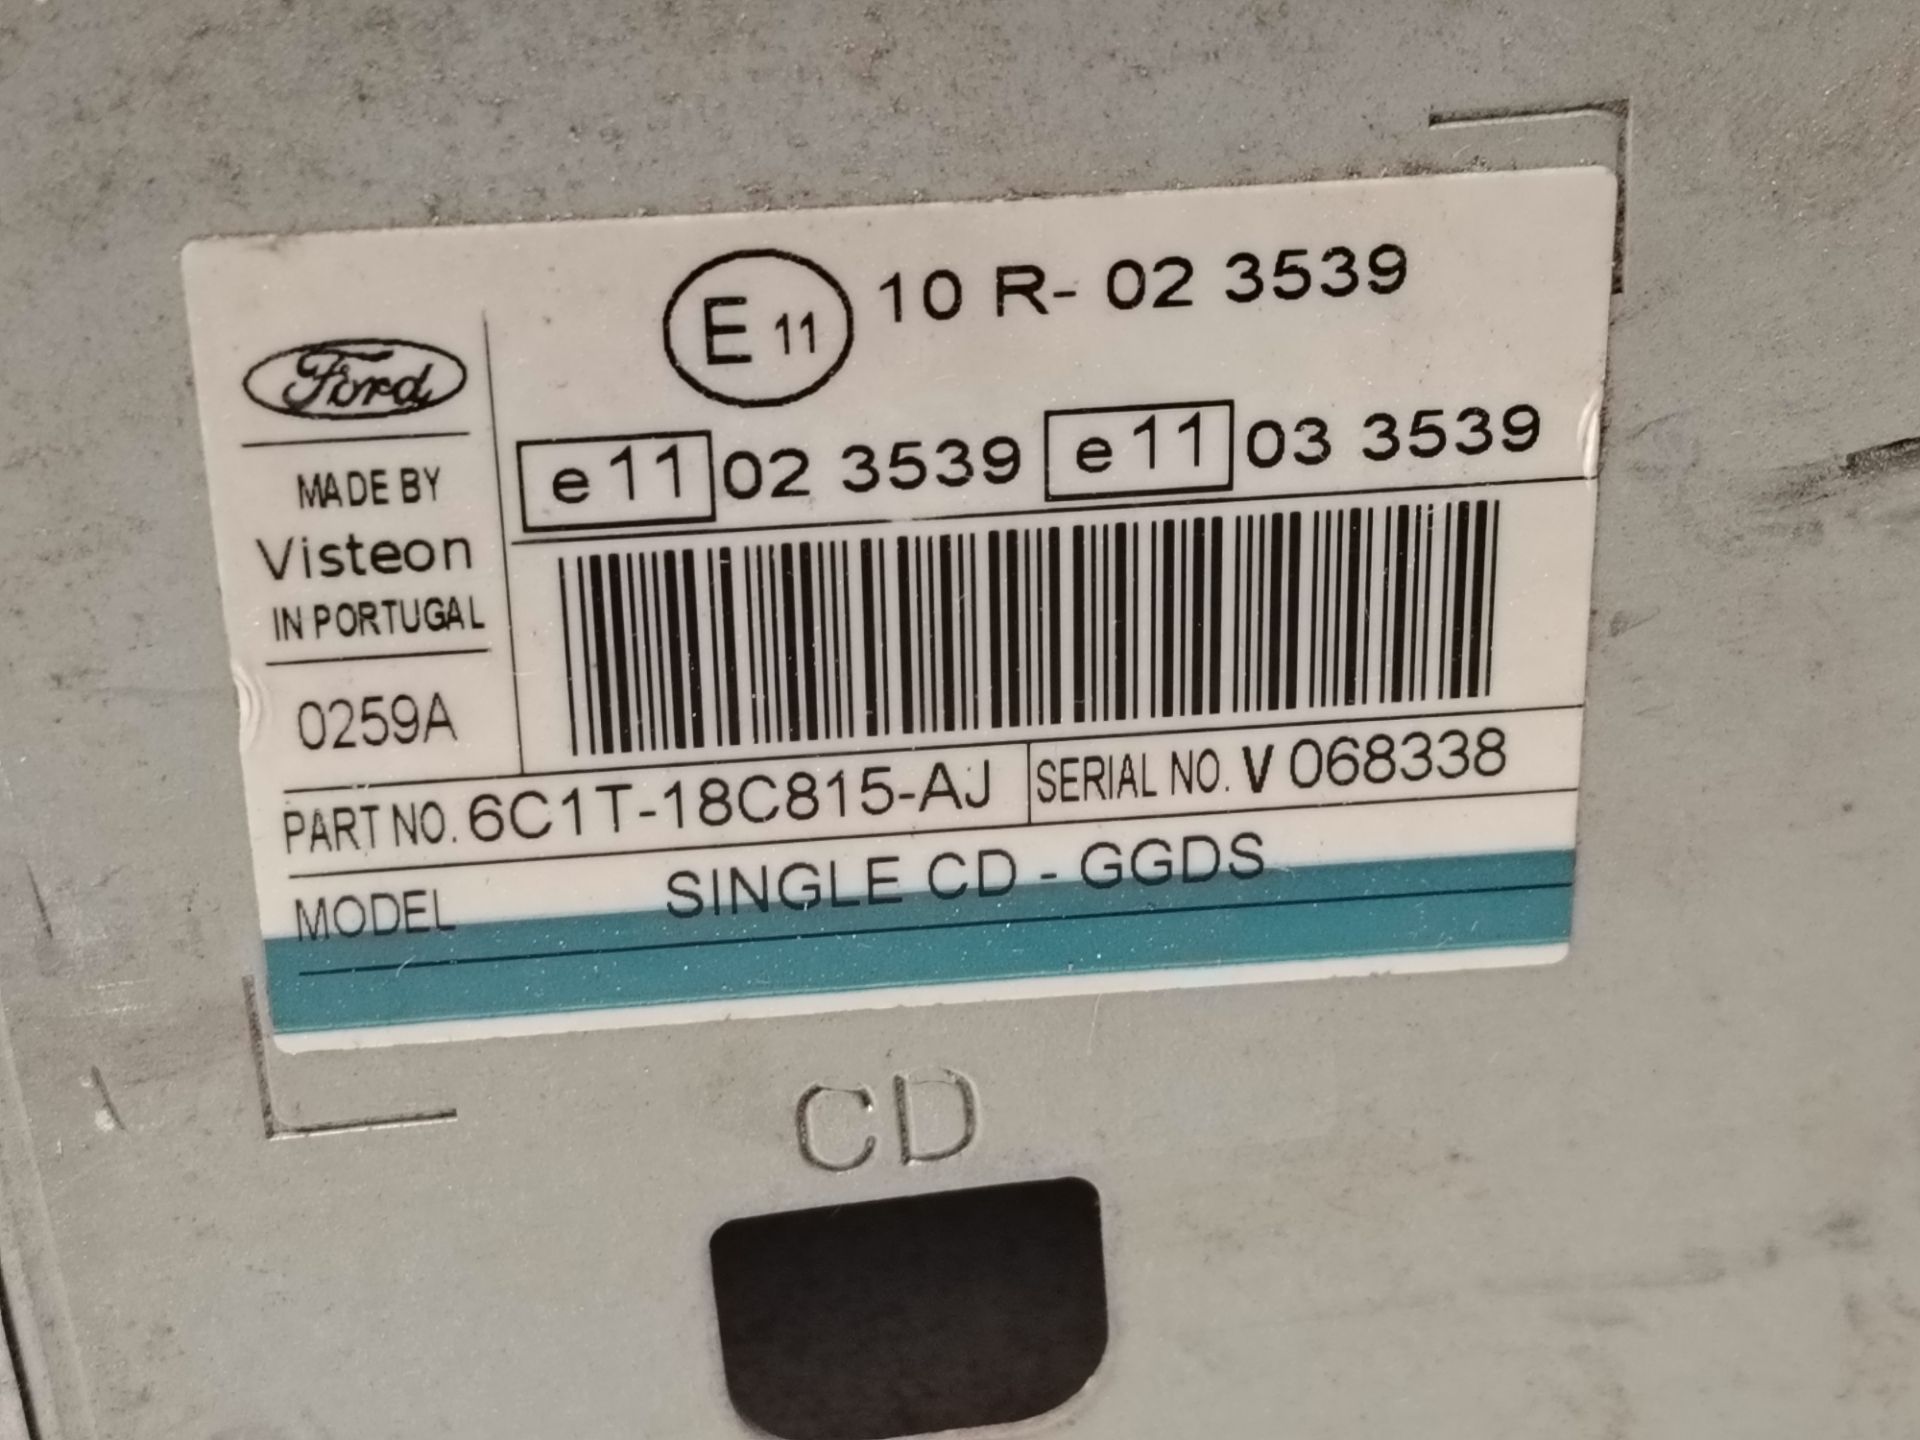 E 11 10 R- 02 3539
Ford
e 11 02 3539 e 11 03 3539
MADE BY
Visteon
IN PORTUGAL
0259A
PART NO. 6C1T-18C815-AJ SERIAL NO. V 068338
MODEL SINGLE CD - GGDS
CD